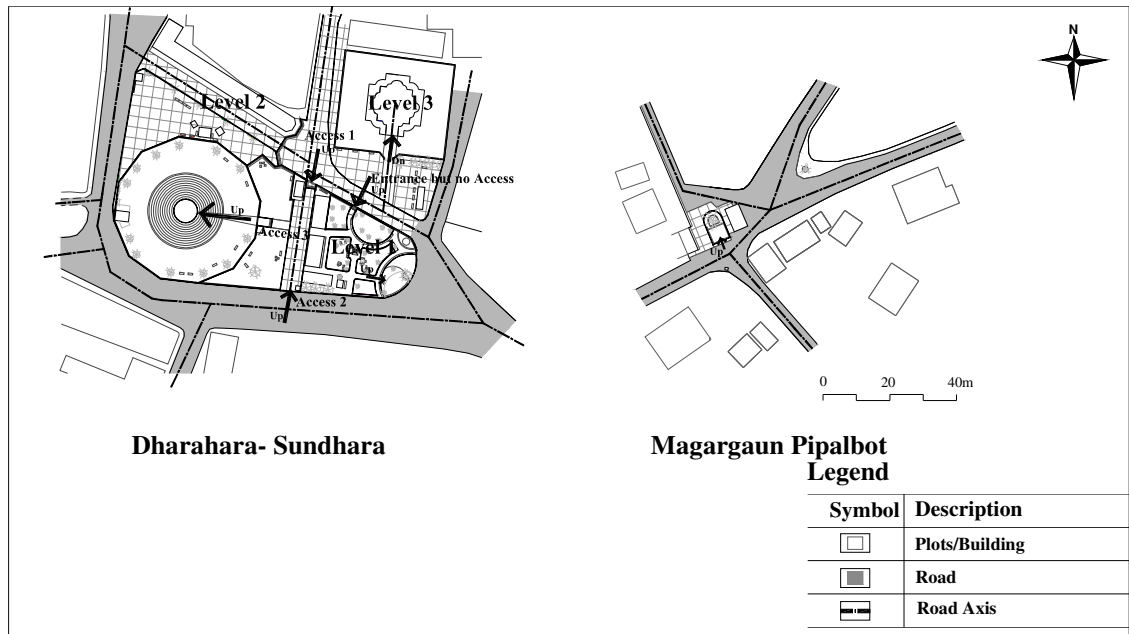 N
Level 2
Level 3
Access 1
Up
Dn
Entrance but no Access
Up
Up
Access 3
Level 1
Up
Access 2
Up
Up
0 20 40m
Dharahara- Sundhara
Magargaun Pipalbot
Legend
Symbol Description
Plots/Building
Road
Road Axis